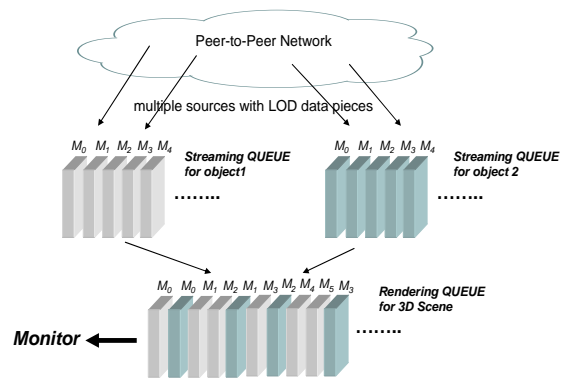 Peer-to-Peer Network
multiple sources with LOD data pieces
M0 M1 M2 M3 M4
Streaming QUEUE
for object1
........
M0 M1 M2 M3 M4
Streaming QUEUE
for object 2
........
M0 M0 M1 M2 M1 M3 M2 M4 M5 M3
Rendering QUEUE
for 3D Scene
........
Monitor